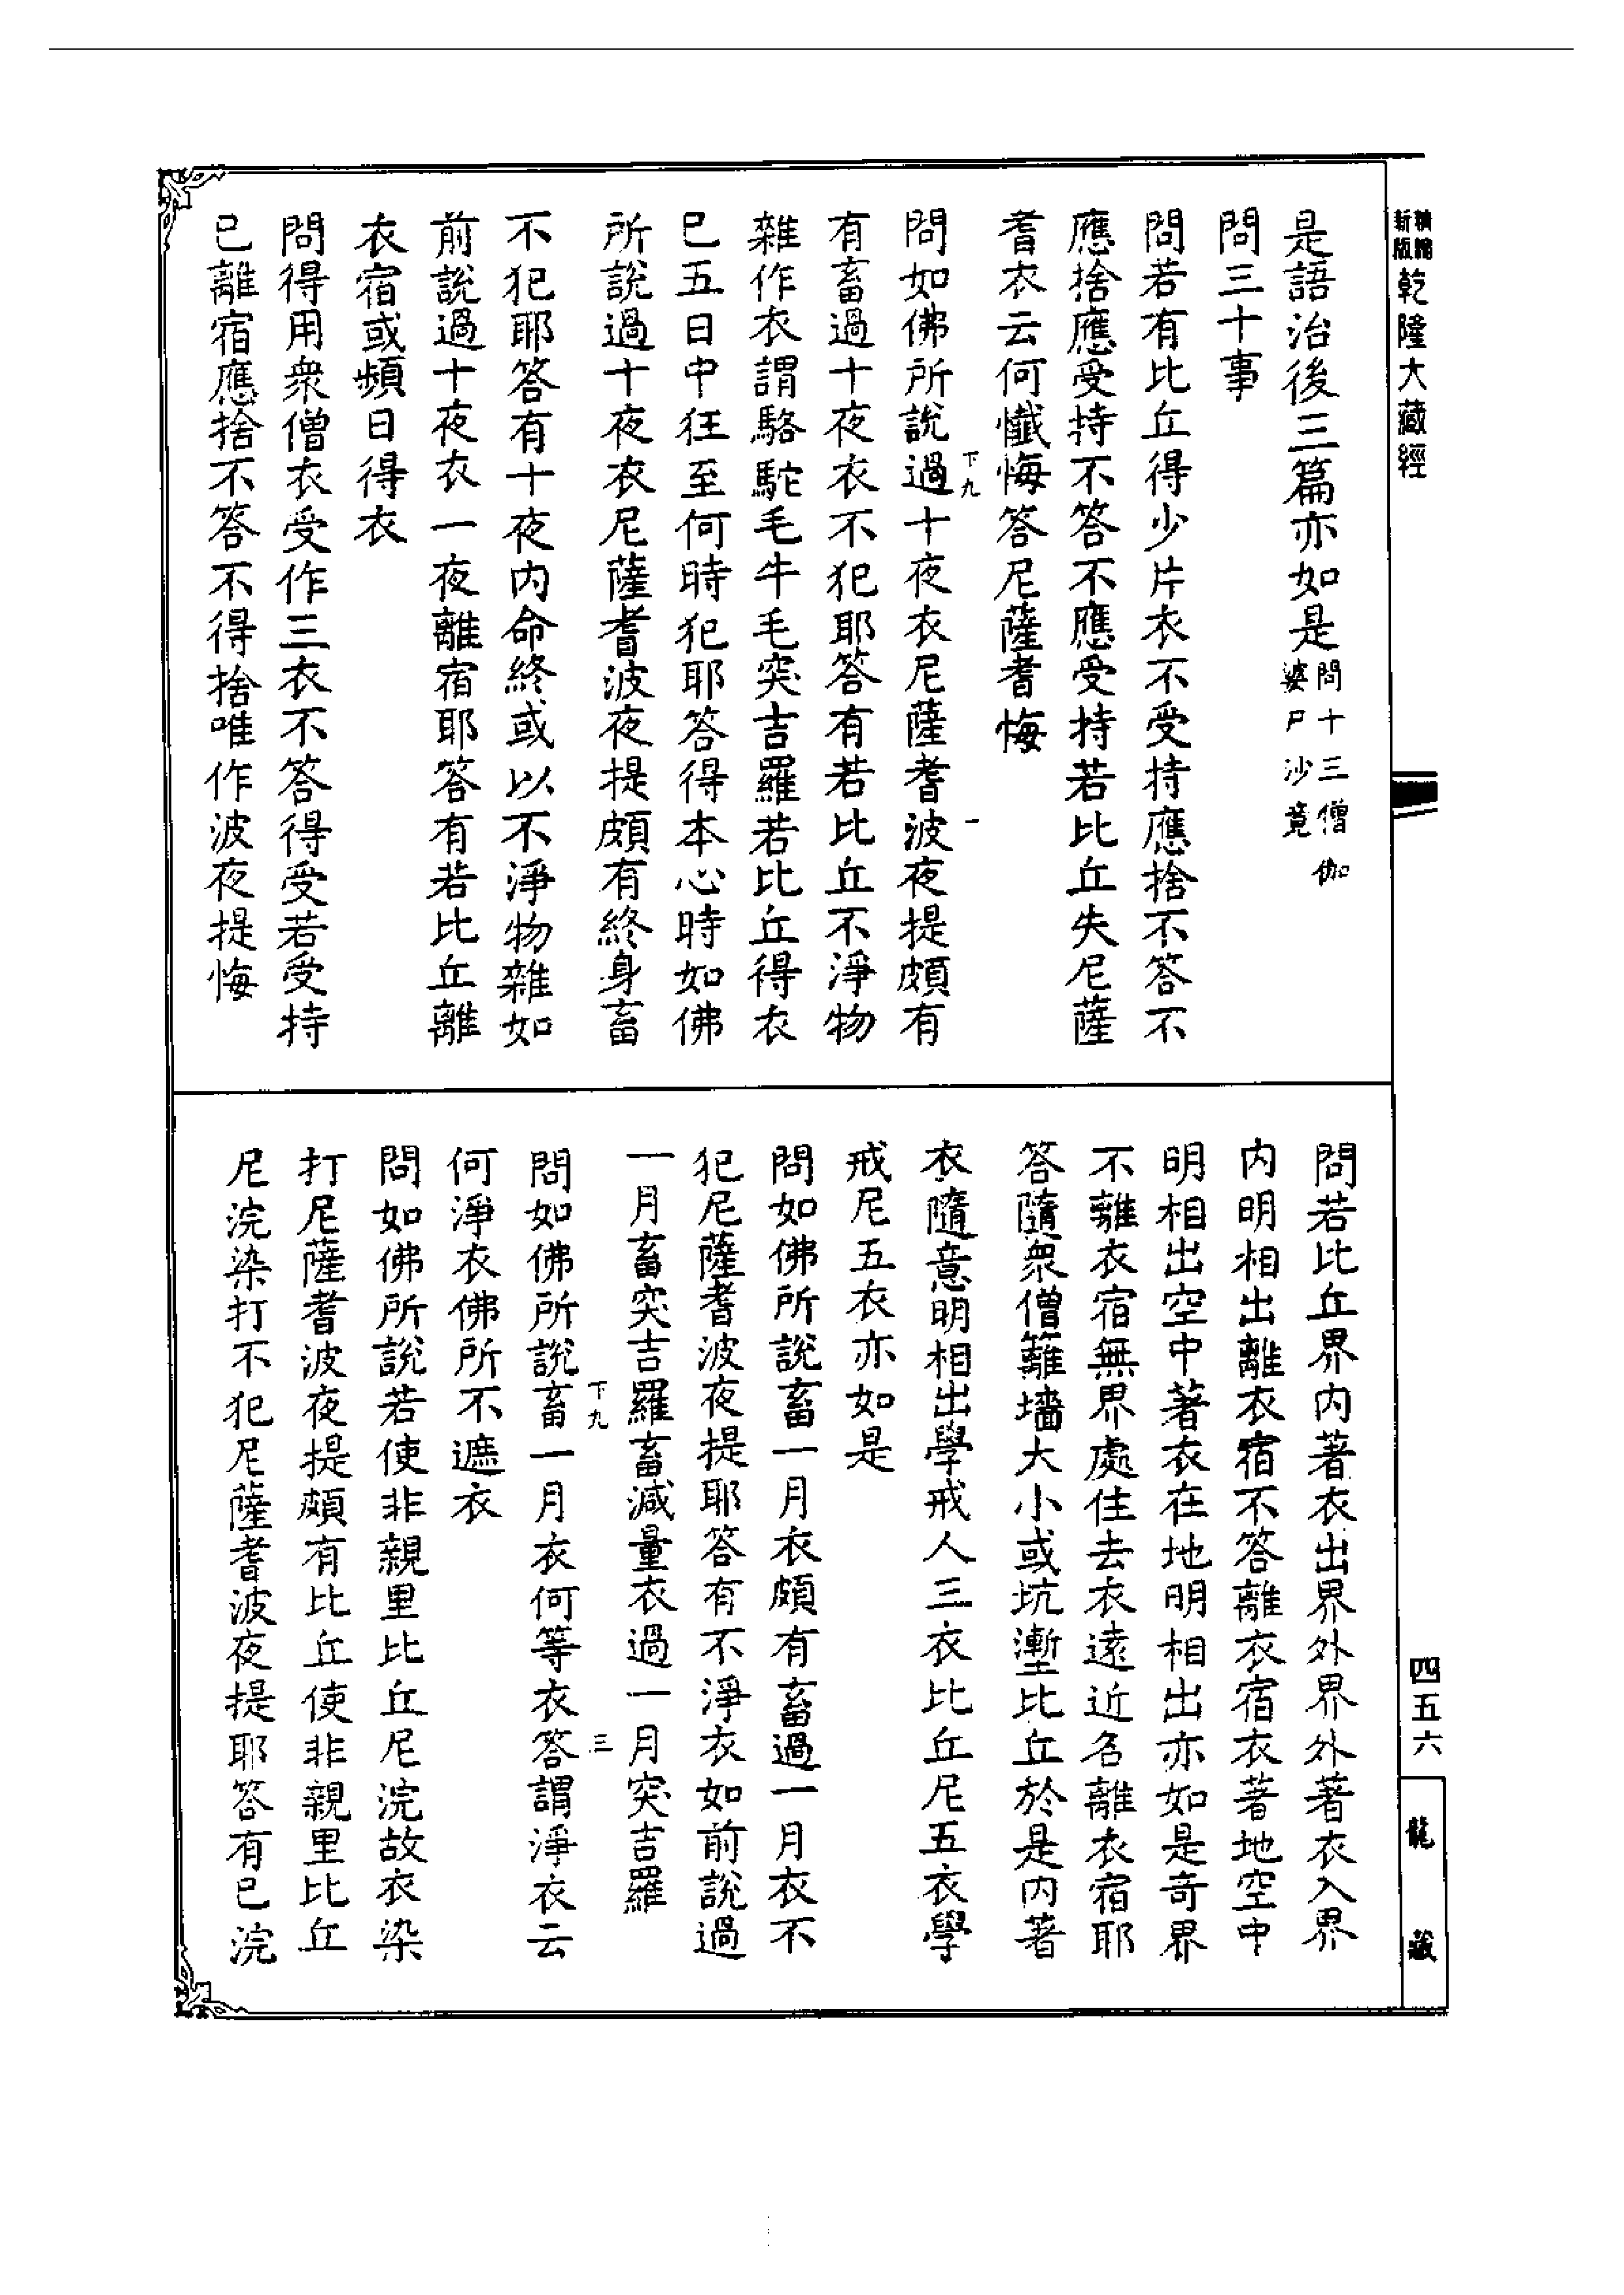 新版精縮乾隆大藏經
是語治後三篇亦如是問十三僧伽婆尸沙竟
問三十事
問若有比丘得少片衣不受持應捨不答不
應捨應受持不答不應受持若比丘失尼薩
耆衣云何懺悔答尼薩耆悔
下九 一
問如佛所說過十夜衣尼薩耆波夜提頗有
有畜過十夜衣不犯耶答有若比丘不淨物
雜作衣謂駱駝毛牛毛突吉羅若比丘得衣
已五日中狂至何時犯耶答得本心時如佛
所說過十夜衣尼薩耆波夜提頗有終身畜
不犯耶答有十夜內命終或以不淨物雜如
前說過十夜衣一夜離宿耶答有若比丘離
衣宿或頻日得衣
問得用衆僧衣受作三衣不答得受若受持
已離宿應捨不答不得捨唯作波夜提悔
問若比丘界內著衣出界外界外著衣入界
內明相出離衣宿不答離衣宿衣著地空中
明相出空中著衣在地明相出亦如是奇界
不離衣宿無界處住去衣遠近名離衣宿耶
答隨衆僧籬墻大小或坑壍比丘於是內著
衣隨意明相出學戒人三衣比丘尼五衣學
戒尼五衣亦如是
問如佛所說畜一月衣頗有畜過一月衣不
犯尼薩耆波夜提耶答有不淨衣如前說過
一月畜突吉羅畜減量衣過一月突吉羅
下九 三
問如佛所說畜一月衣何等衣答謂淨衣云
何淨衣佛所不遮衣
問如佛所說若使非親里比丘尼浣故衣染
打尼薩耆波夜提頗有比丘使非親里比丘
尼浣染打不犯尼薩耆波夜提耶答有已浣
四五六
龍藏